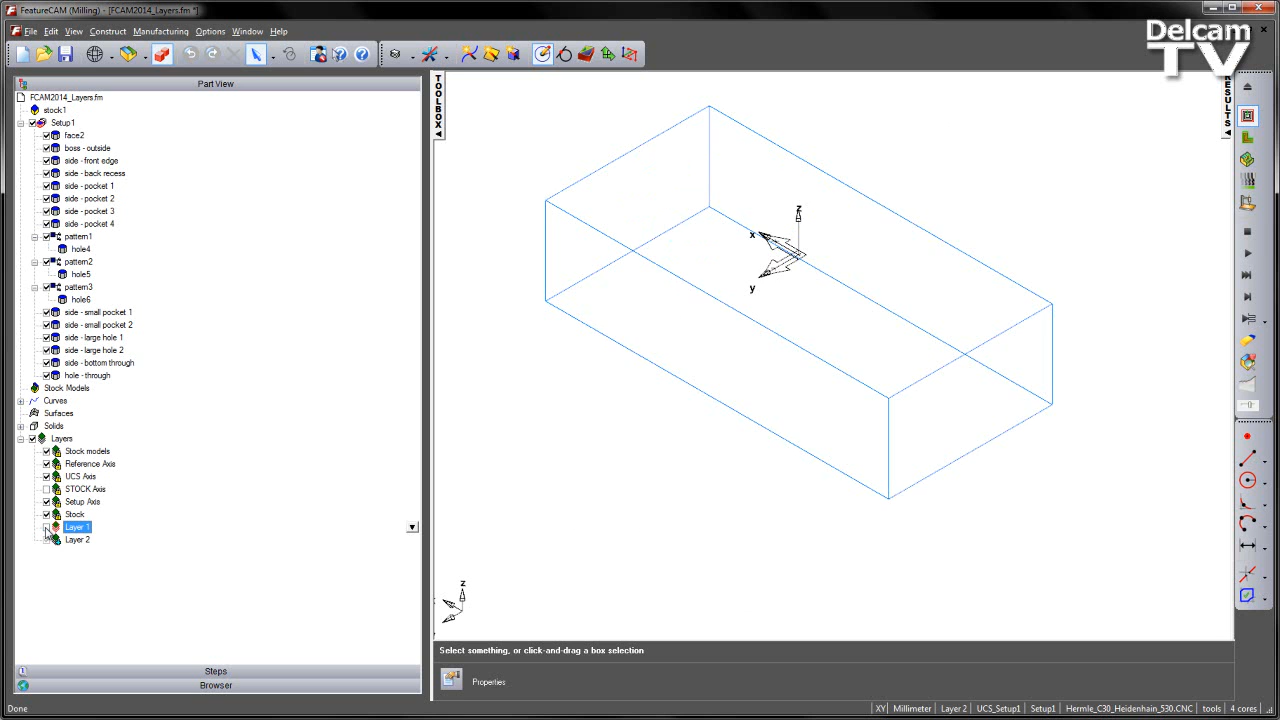 FeatureCAM (Milling) - [FCAM2014_Layers.fm *]
File Edit View Construct Manufacturing Options Window Help
Delcam
TV
Part View
TOOLBOX
RESULTS
FCAM2014_Layers.fm
stock1
Setup1
face2
boss - outside
side - front edge
side - back recess
side - pocket 1
side - pocket 2
side - pocket 3
side - pocket 4
pattern1
hole4
pattern2
hole5
pattern3
hole6
side - small pocket 1
side - small pocket 2
side - large hole 1
side - large hole 2
side - bottom through
hole - through
Stock Models
Curves
Surfaces
Solids
Layers
Stock models
Reference Axis
UCS Axis
STOCK Axis
Setup Axis
Stock
Layer 1
Layer 2
z
x
y
z
Select something, or click-and-drag a box selection
Properties
Steps
Browser
Done
XY Millimeter Layer 2 UCS_Setup1 Setup1 Hermle_C30_Heidenhain_530.CNC tools 4 cores